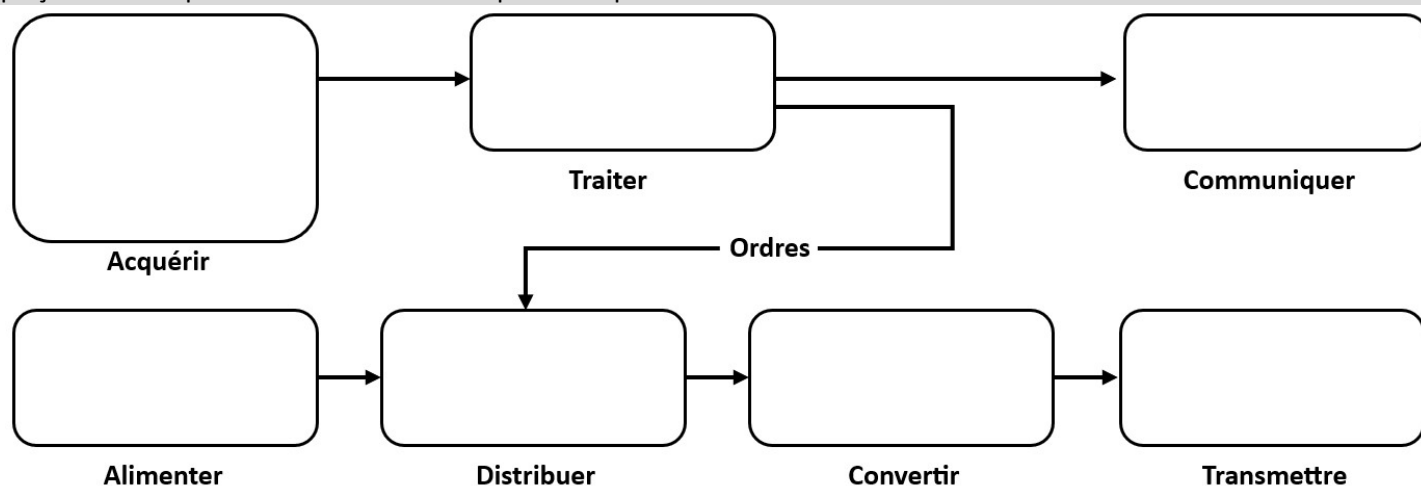 Traiter
Communiquer
Ordres
Acquérir
Alimenter
Distribuer
Convertir
Transmettre